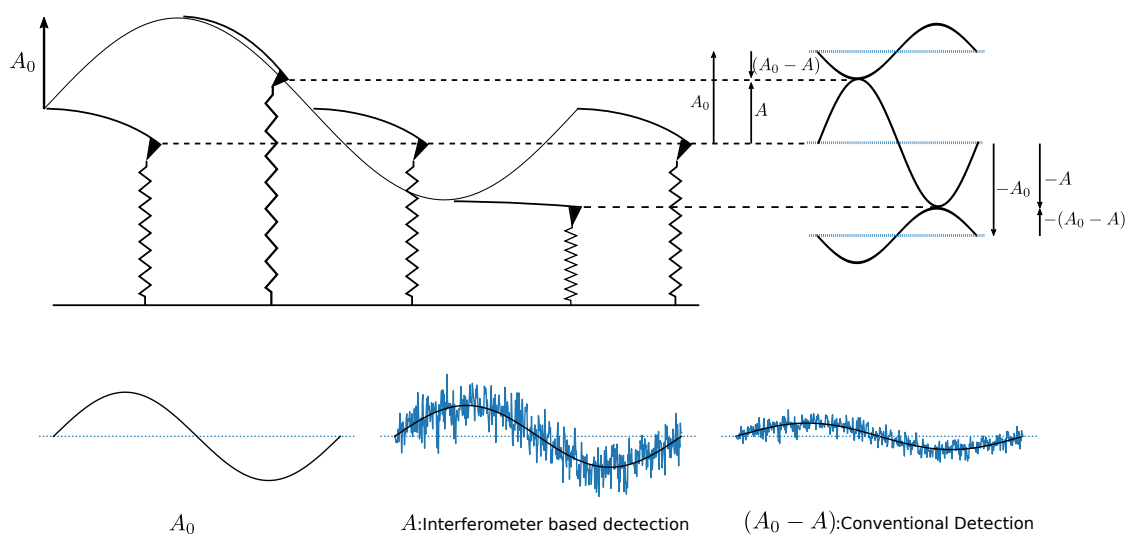 A₀
(A₀ − A)
A₀
A
−A₀
−A
−(A₀ − A)
A₀
A:Interferometer based dectection
(A₀ − A):Conventional Detection